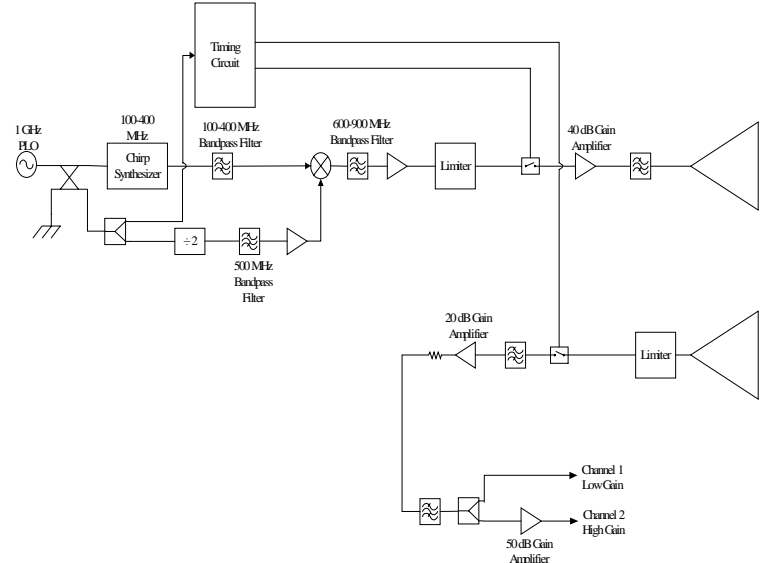 Timing
Circuit
1 GHz
PLO
100-400
MHz
Chirp
Synthesizer
100-400 MHz
Bandpass Filter
600-900 MHz
Bandpass Filter
Limiter
40 dB Gain
Amplifier
÷2
500 MHz
Bandpass
Filter
20 dB Gain
Amplifier
Limiter
Channel 1
Low Gain
Channel 2
High Gain
50 dB Gain
Amplifier